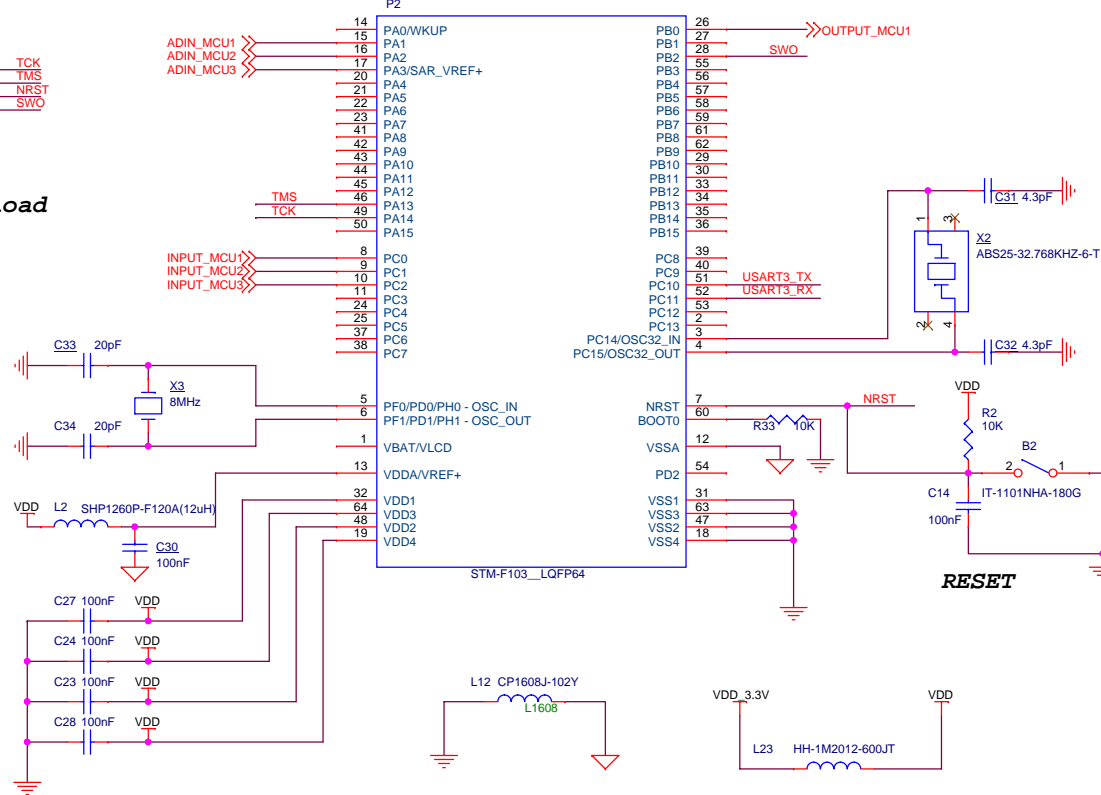 P2
TCK
TMS
NRST
SWO
ADIN_MCU1
ADIN_MCU2
ADIN_MCU3
TMS
TCK
INPUT_MCU1
INPUT_MCU2
INPUT_MCU3
14 PA0/WKUP
15 PA1
16 PA2
17 PA3/SAR_VREF+
20 PA4
21 PA5
22 PA6
23 PA7
41 PA8
42 PA9
43 PA10
44 PA11
45 PA12
46 PA13
49 PA14
50 PA15
8 PC0
9 PC1
10 PC2
11 PC3
24 PC4
25 PC5
37 PC6
38 PC7
5 PF0/PD0/PH0 - OSC_IN
6 PF1/PD1/PH1 - OSC_OUT
1 VBAT/VLCD
13 VDDA/VREF+
32 VDD1
64 VDD3
48 VDD2
19 VDD4
PB0 26
PB1 27
PB2 28
PB3 55
PB4 56
PB5 57
PB6 58
PB7 59
PB8 61
PB9 62
PB10 29
PB11 30
PB12 33
PB13 34
PB14 35
PB15 36
PC8 39
PC9 40
PC10 51
PC11 52
PC12 53
PC13 2
PC14/OSC32_IN 3
PC15/OSC32_OUT 4
NRST 7
BOOT0 60
VSSA 12
PD2 54
VSS1 31
VSS3 63
VSS2 47
VSS4 18
STM-F103__LQFP64
OUTPUT_MCU1
SWO
USART3_TX
USART3_RX
C31 4.3pF
1 3
X2
ABS25-32.768KHZ-6-T
2 4
C32 4.3pF
oad
C33 20pF
X3
8MHz
C34 20pF
VDD L2 SHP1260P-F120A(12uH)
C30
100nF
C27 100nF VDD
C24 100nF VDD
C23 100nF VDD
C28 100nF VDD
NRST
R33 10K
VDD
R2
10K
B2
2 1
C14 IT-1101NHA-180G
100nF
RESET
L12 CP1608J-102Y
L1608
VDD_3.3V VDD
L23 HH-1M2012-600JT